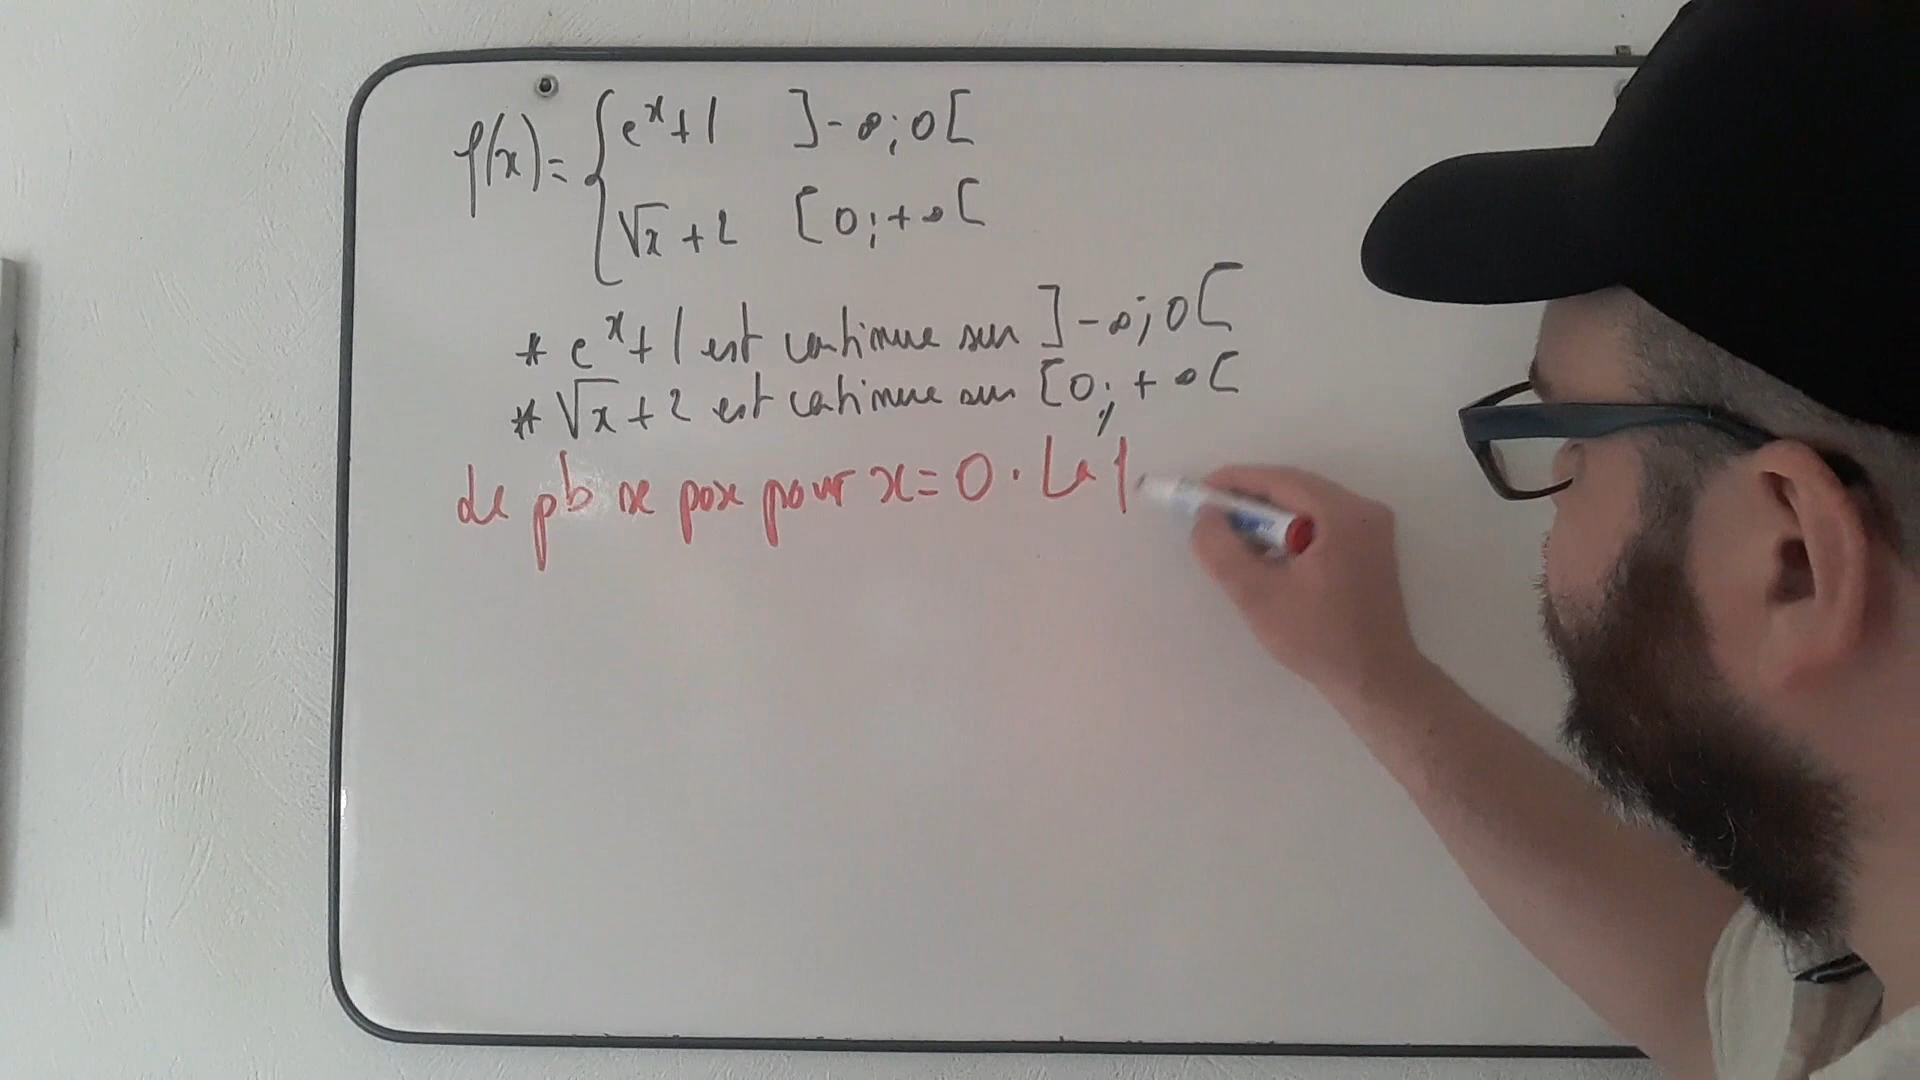 f(x) = { e^x + 1 ]-∞; 0[
√x + 2 [0; +∞[
* e^x + 1 est continue sur ]-∞; 0[
* √x + 2 est continue sur [0; +∞[
Le pb se pose pour x = 0. La f